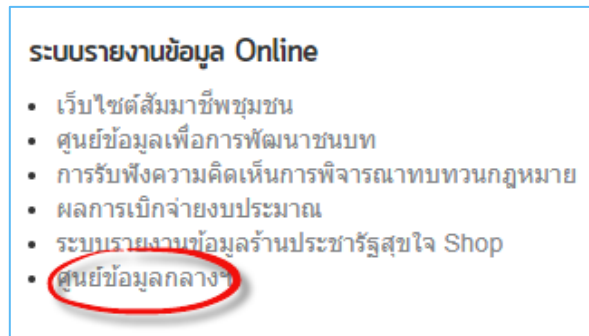 ระบบรายงานข้อมูล Online
เว็บไซต์สัมมาชีพชุมชน
ศูนย์ข้อมูลเพื่อการพัฒนาชนบท
การรับฟังความคิดเห็นการพิจารณาทบทวนกฎหมาย
ผลการเบิกจ่ายงบประมาณ
ระบบรายงานข้อมูลร้านประชารัฐสุขใจ Shop
ศูนย์ข้อมูลกลางฯ